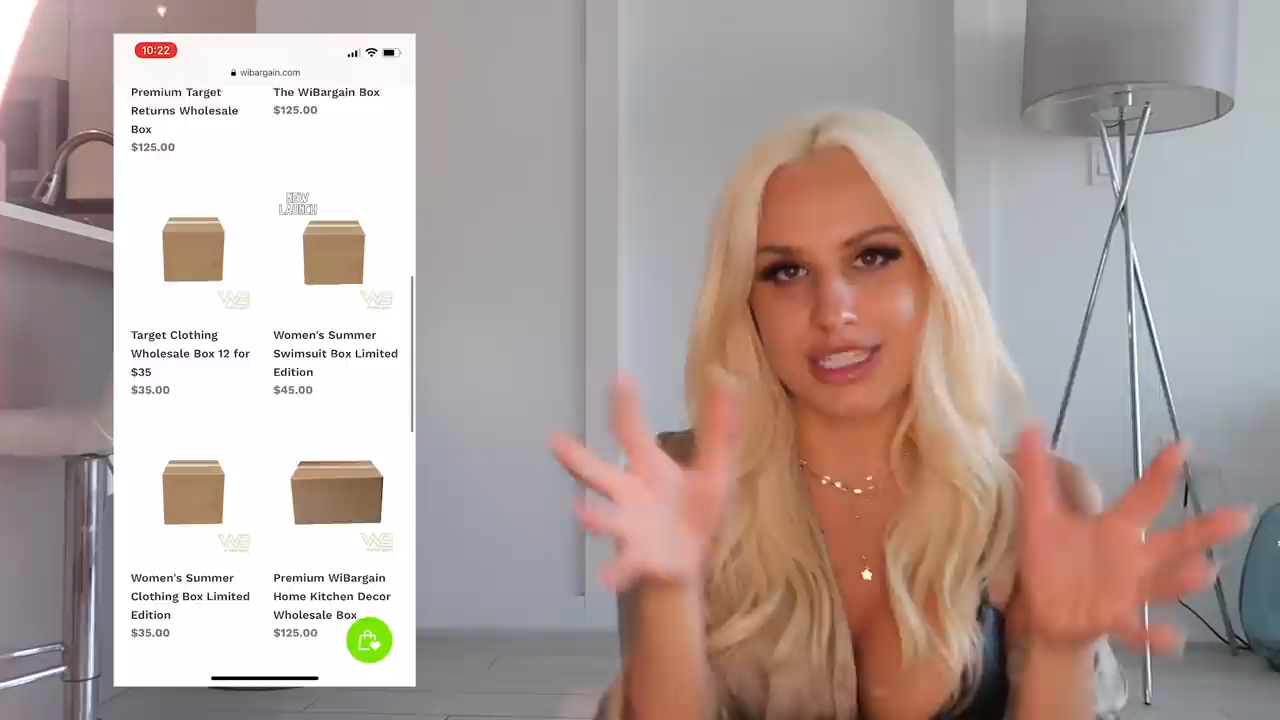 10:22
wibargain.com
Premium Target
Returns Wholesale
Box
$125.00
The WiBargain Box
$125.00
NEW
LAUNCH
Target Clothing
Wholesale Box 12 for
$35
$35.00
Women's Summer
Swimsuit Box Limited
Edition
$45.00
Women's Summer
Clothing Box Limited
Edition
$35.00
Premium WiBargain
Home Kitchen Decor
Wholesale Box
$125.00